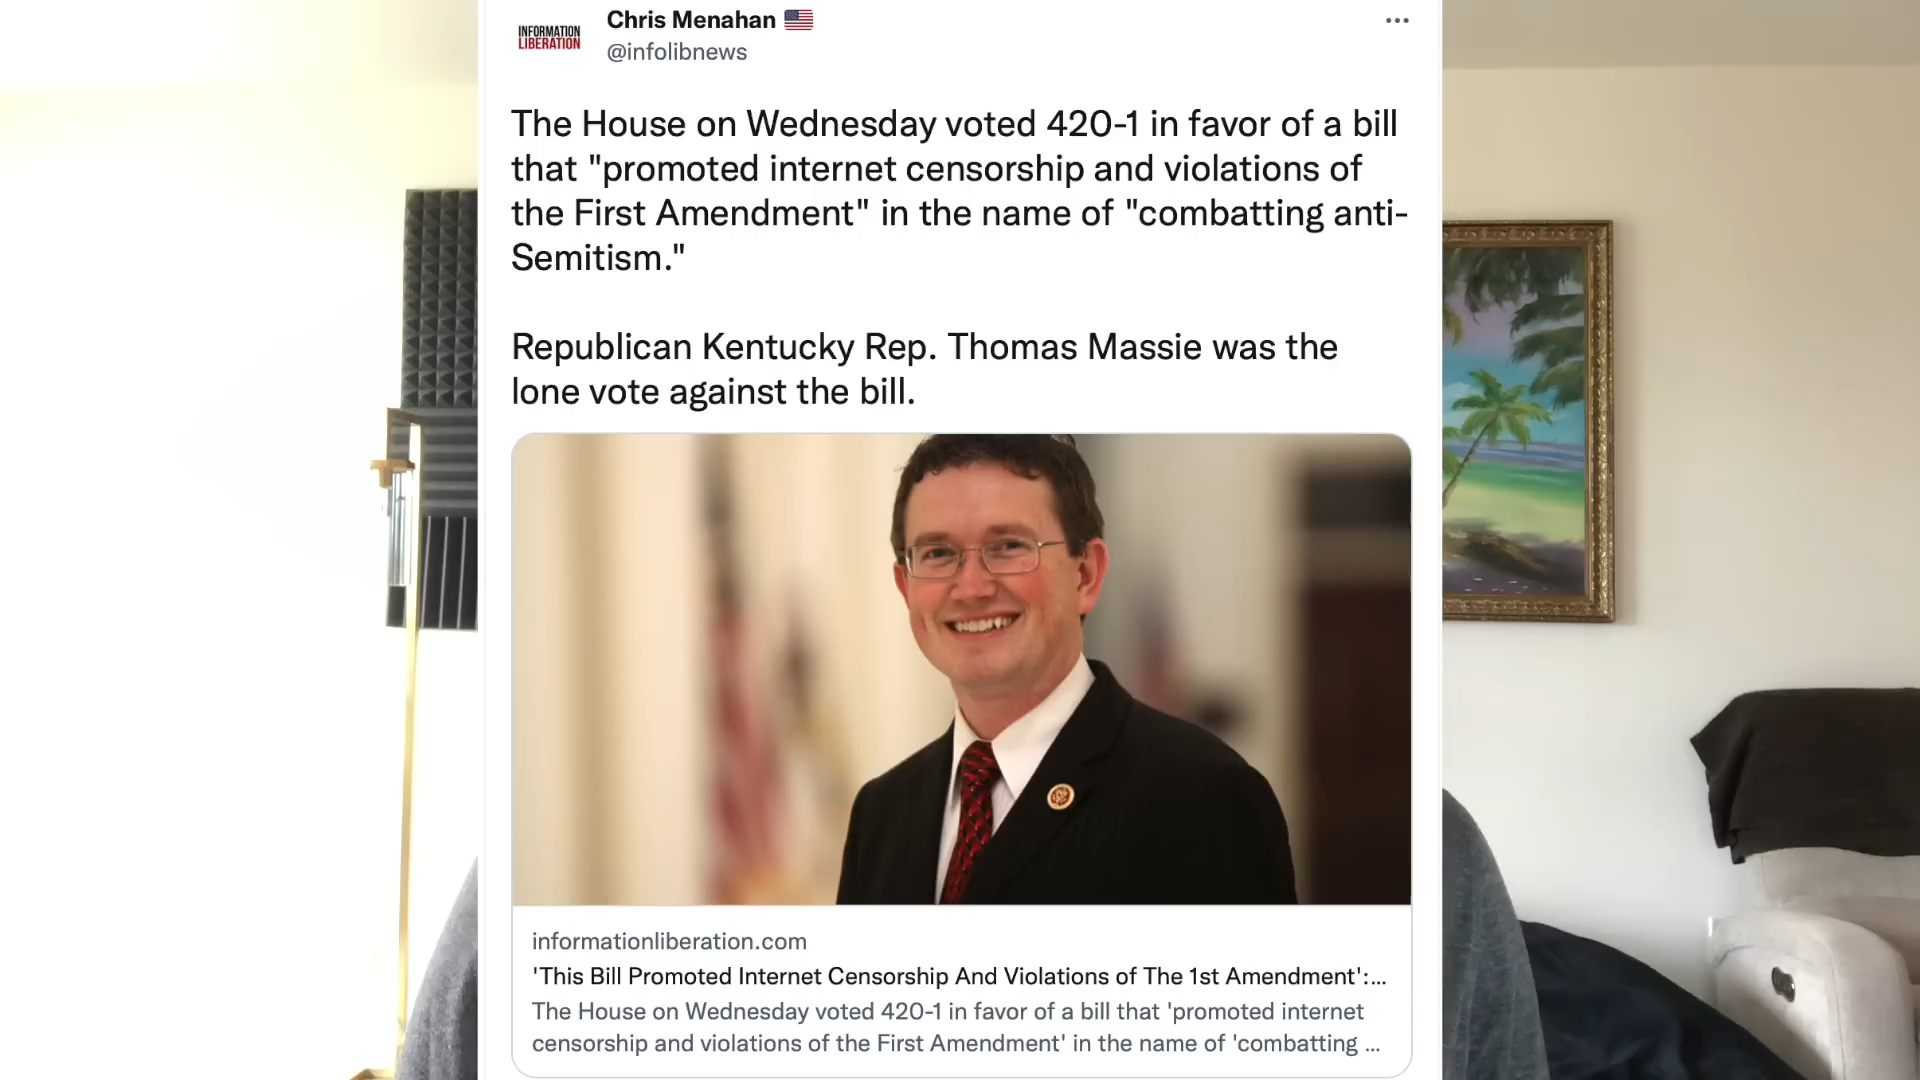 INFORMATION
LIBERATION
Chris Menahan 🇺🇸
@infolibnews
The House on Wednesday voted 420-1 in favor of a bill
that "promoted internet censorship and violations of
the First Amendment" in the name of "combatting anti-
Semitism."
Republican Kentucky Rep. Thomas Massie was the
lone vote against the bill.
informationliberation.com
'This Bill Promoted Internet Censorship And Violations of The 1st Amendment':...
The House on Wednesday voted 420-1 in favor of a bill that 'promoted internet
censorship and violations of the First Amendment' in the name of 'combatting ...